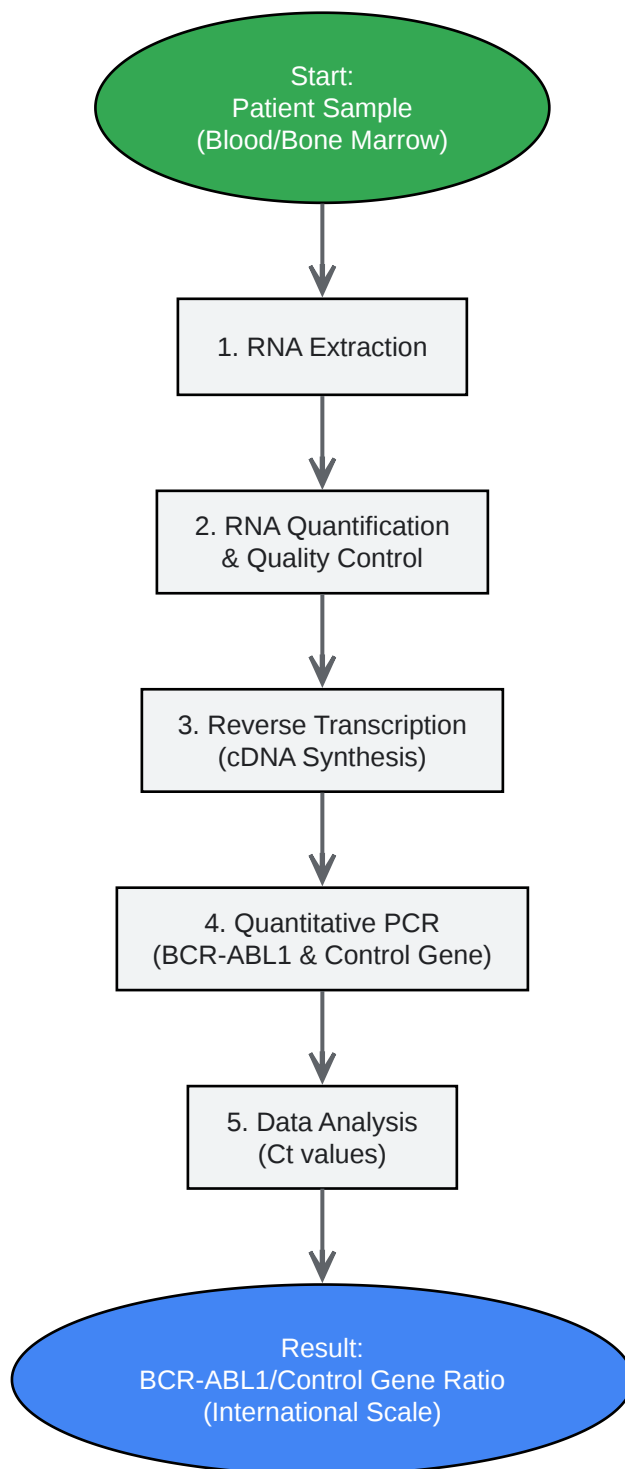 Start:
Patient Sample
(Blood/Bone Marrow)
1. RNA Extraction
2. RNA Quantification
& Quality Control
3. Reverse Transcription
(cDNA Synthesis)
4. Quantitative PCR
(BCR-ABL1 & Control Gene)
5. Data Analysis
(Ct values)
Result:
BCR-ABL1/Control Gene Ratio
(International Scale)